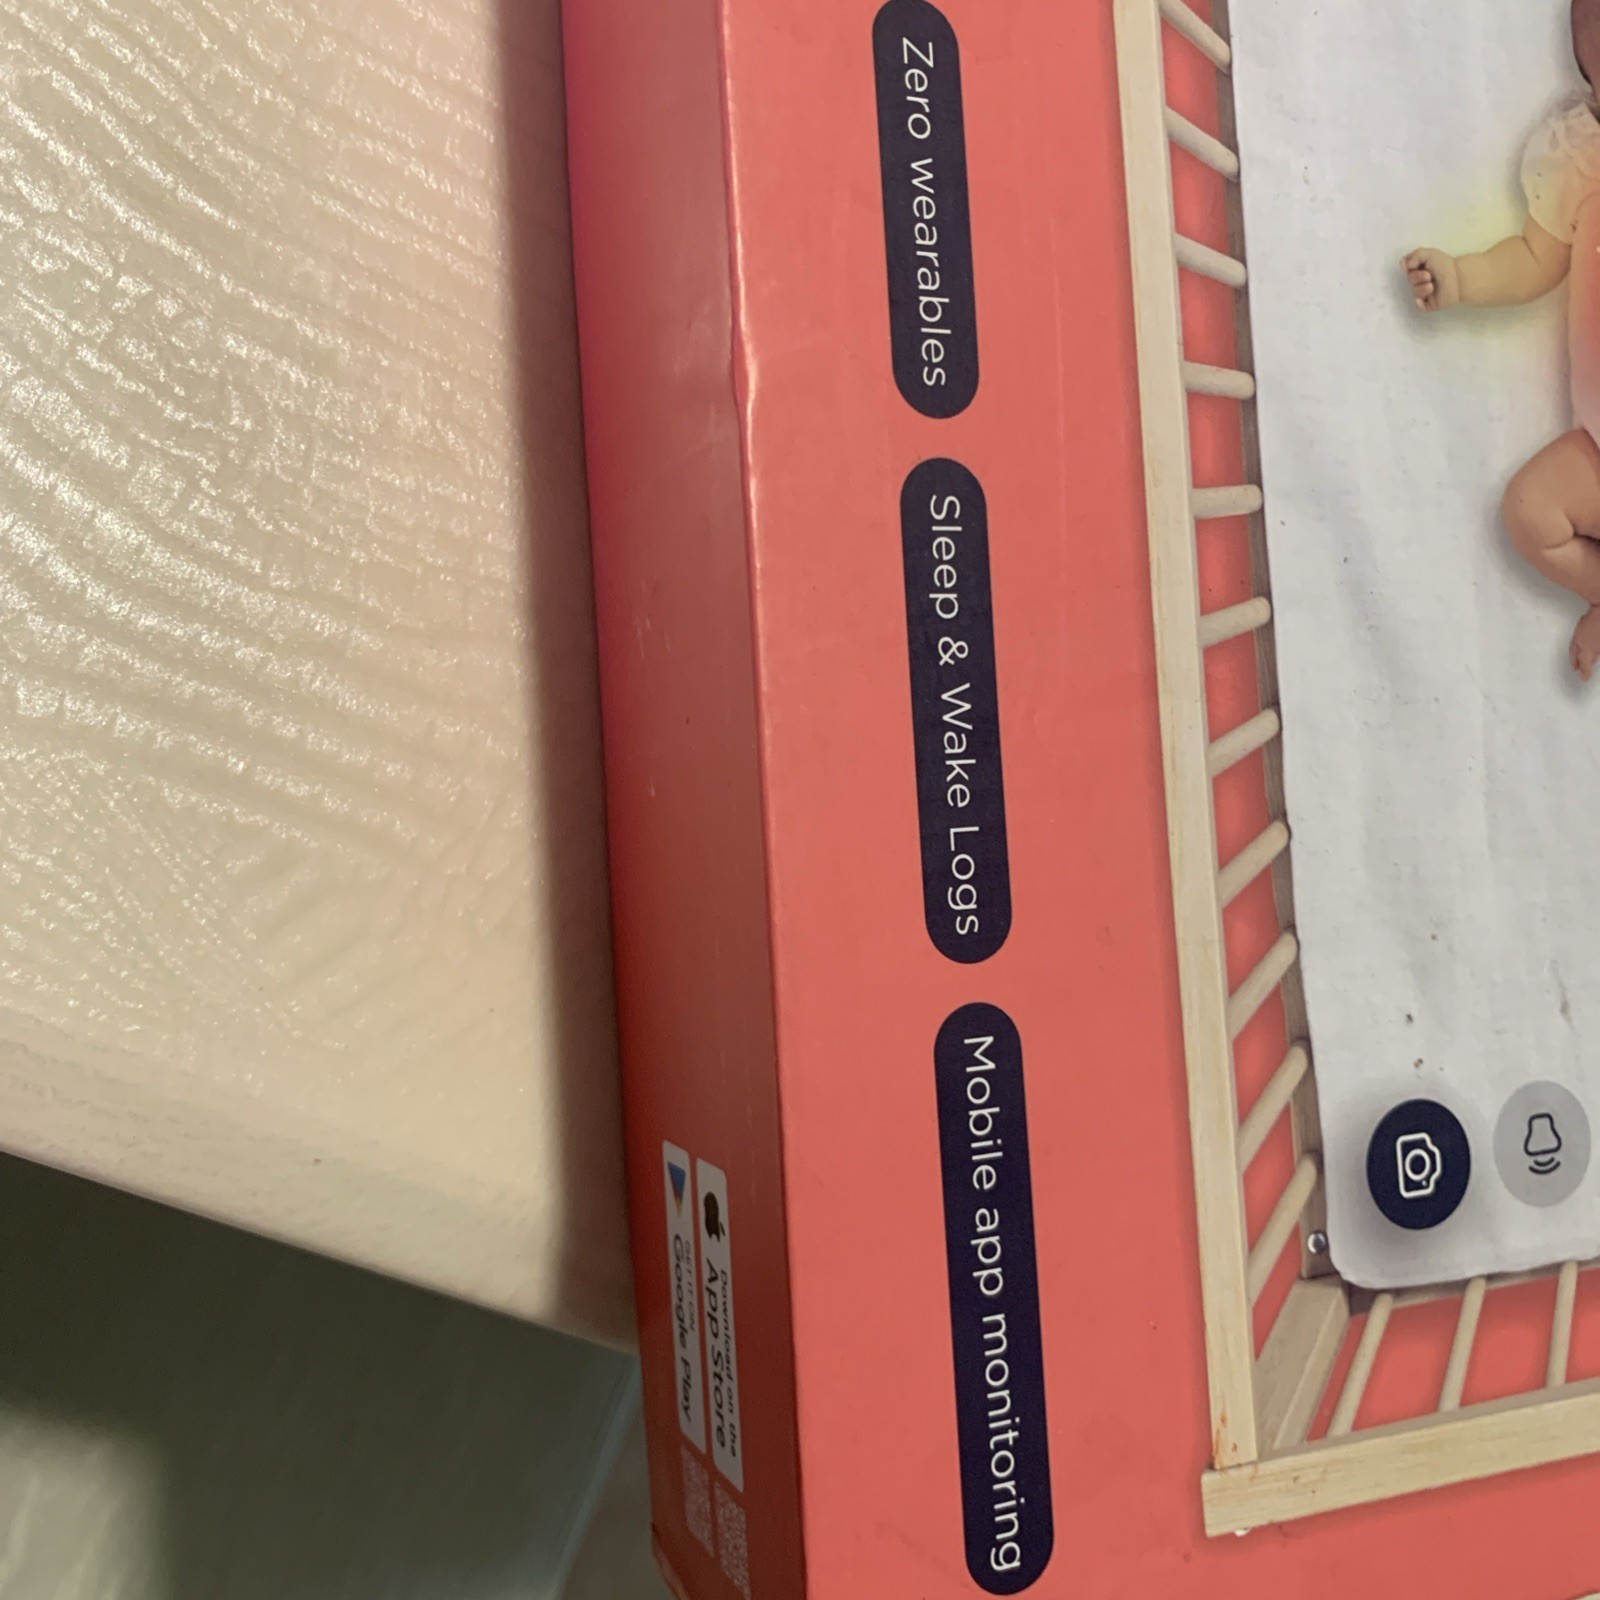 Zero wearables
Sleep & Wake Logs
Mobile app monitoring
Download on the
App Store
GET IT ON
Google Play